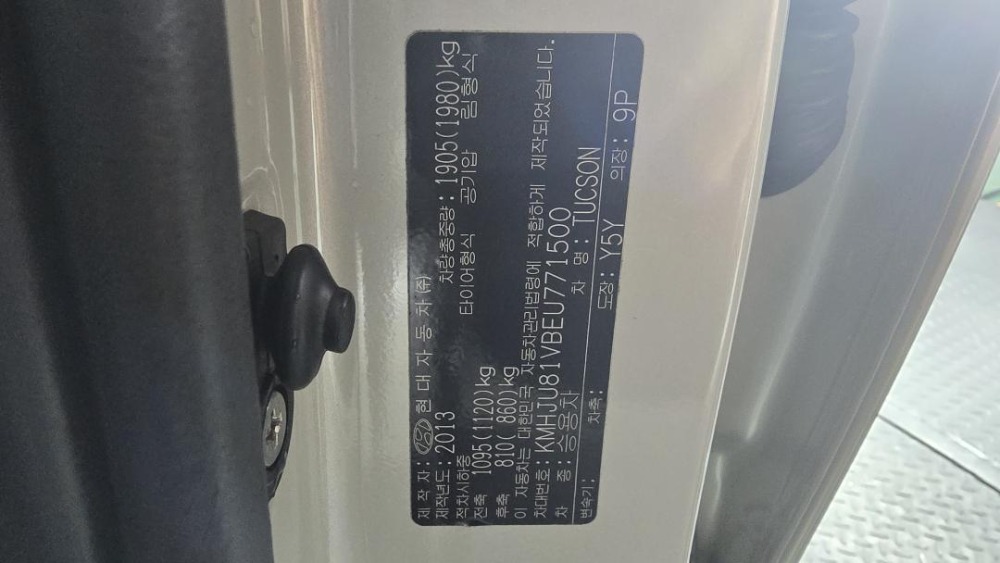 제 작 자: 현 대 자 동 차 (주)
제작년도: 2013 차량총중량: 1905(1980)kg
적차시하중 타이어형식 공기압 림형식
전축 1095(1120)kg
후축 810( 860)kg
이 자동차는 대한민국 자동차관리법령에 적합하게 제작되었습니다.
차대번호: KMHJU81VBEU771500
차 종: 승용차 차 명: TUCSON
변속기: 차축: 도장: Y5Y 의장: 9P